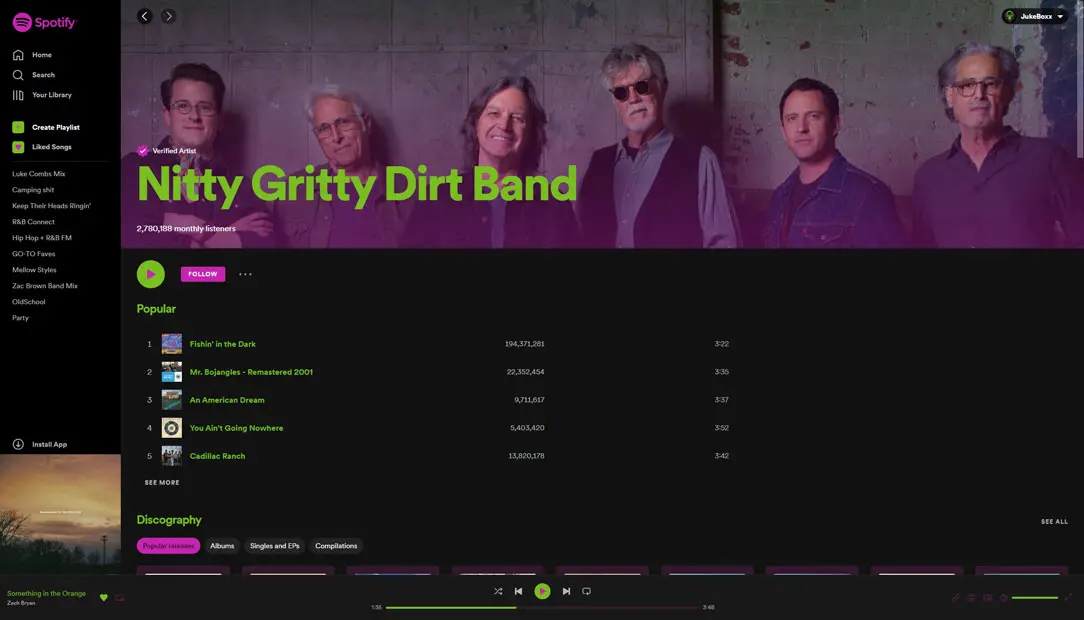 Spotify
Home
Search
Your Library
Create Playlist
Liked Songs
Luke Combs Mix
Camping shit
Keep Their Heads Ringin'
R&B Connect
Hip Hop + R&B FM
GO-TO Faves
Mellow Styles
Zac Brown Band Mix
OldSchool
Party
Install App
JukeBoxx
Verified Artist
Nitty Gritty Dirt Band
2,780,188 monthly listeners
FOLLOW
Popular
1 Fishin' in the Dark 194,371,281 3:22
2 Mr. Bojangles - Remastered 2001 22,352,454 3:35
3 An American Dream 9,711,617 3:37
4 You Ain't Going Nowhere 5,403,420 3:52
5 Cadillac Ranch 13,820,178 3:42
SEE MORE
Discography
SEE ALL
Popular releases Albums Singles and EPs Compilations
Something in the Orange
Zach Bryan
1:36 3:48